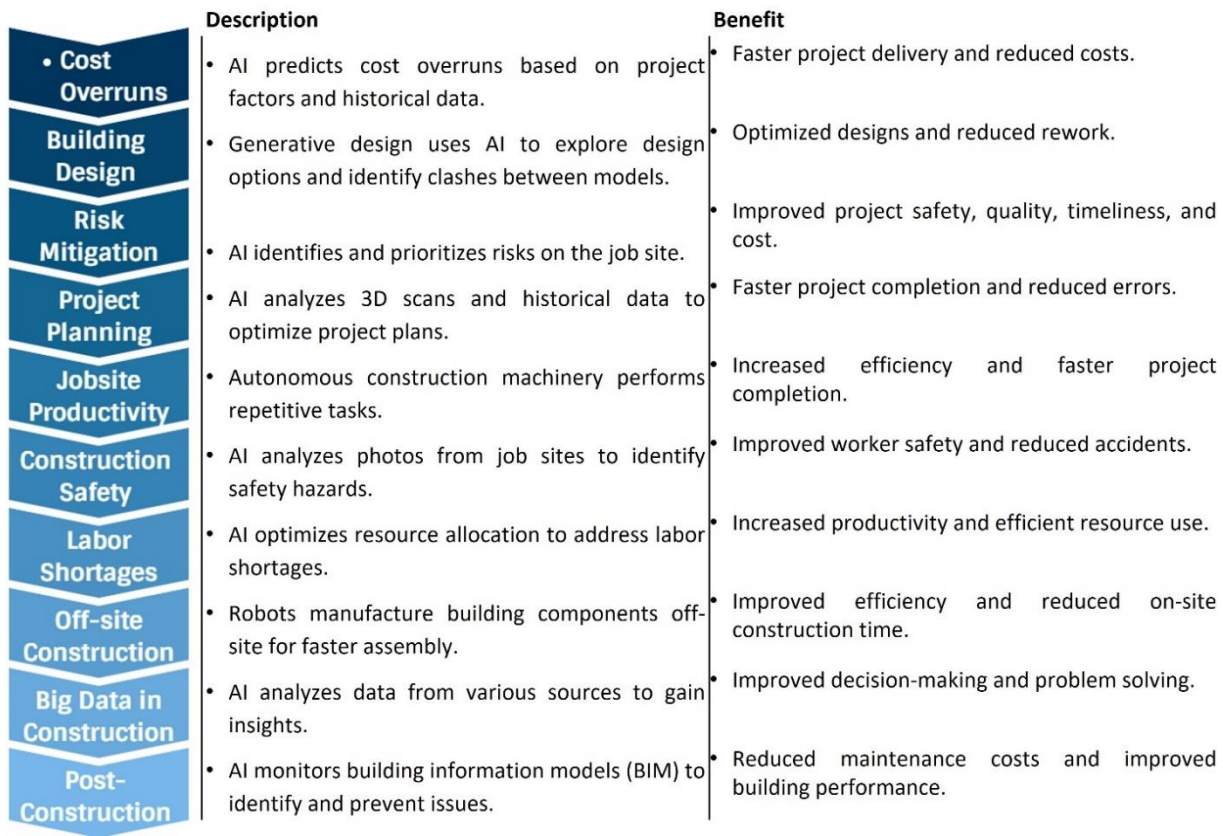 Description
Benefit
• Cost
Overruns
• AI predicts cost overruns based on project
factors and historical data.
• Faster project delivery and reduced costs.
Building
Design
• Generative design uses AI to explore design
options and identify clashes between models.
• Optimized designs and reduced rework.
Risk
Mitigation
• AI identifies and prioritizes risks on the job site.
• Improved project safety, quality, timeliness, and
cost.
Project
Planning
• AI analyzes 3D scans and historical data to
optimize project plans.
• Faster project completion and reduced errors.
Jobsite
Productivity
• Autonomous construction machinery performs
repetitive tasks.
• Increased efficiency and faster project
completion.
Construction
Safety
• AI analyzes photos from job sites to identify
safety hazards.
• Improved worker safety and reduced accidents.
Labor
Shortages
• AI optimizes resource allocation to address labor
shortages.
• Increased productivity and efficient resource use.
Off-site
Construction
• Robots manufacture building components off-
site for faster assembly.
• Improved efficiency and reduced on-site
construction time.
Big Data in
Construction
• AI analyzes data from various sources to gain
insights.
• Improved decision-making and problem solving.
Post-
Construction
• AI monitors building information models (BIM) to
identify and prevent issues.
• Reduced maintenance costs and improved
building performance.